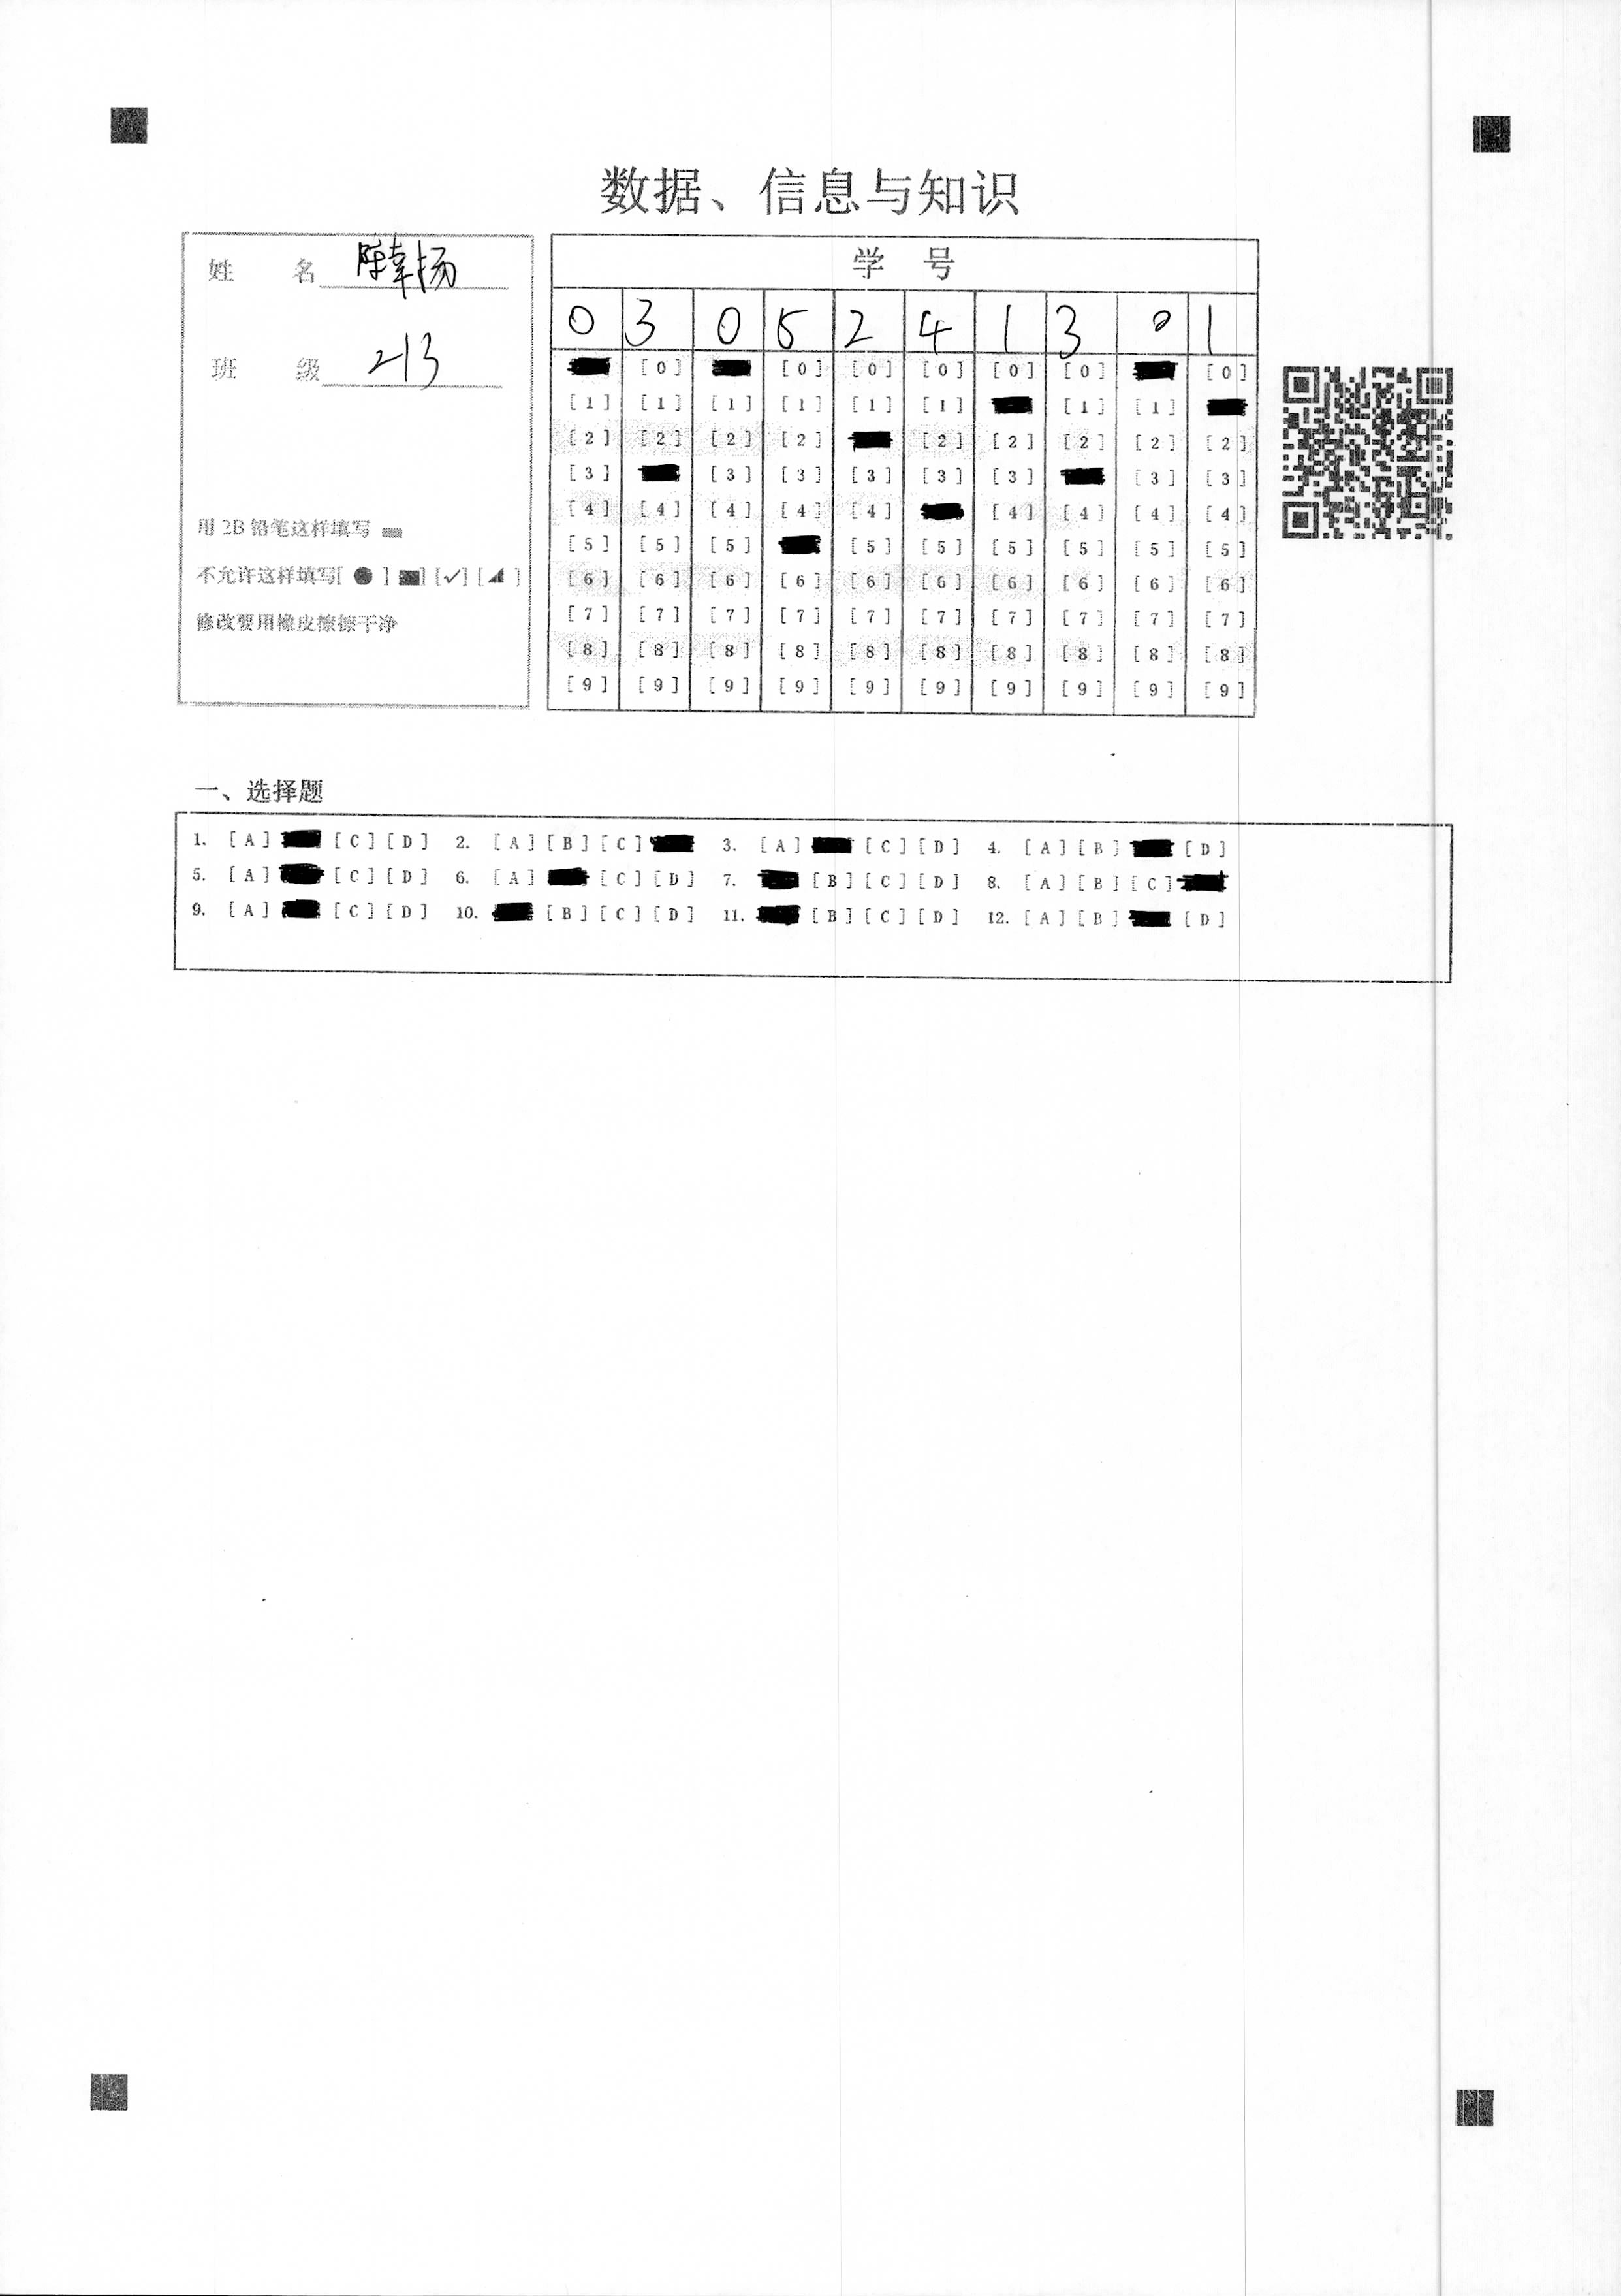 数据、信息与知识
姓 名 陈幸扬
班 级 213
用 2B 铅笔这样填写
不允许这样填写[ ● ] [■] [✓] [◢ ]
修改要用橡皮擦擦干净
学 号
0 3 0 5 2 4 1 3 0 1
[0] [0] [0] [0] [0] [0] [0]
[1] [1] [1] [1] [1] [1] [1] [1]
[2] [2] [2] [2] [2] [2] [2] [2] [2]
[3] [3] [3] [3] [3] [3] [3] [3]
[4] [4] [4] [4] [4] [4] [4] [4] [4]
[5] [5] [5] [5] [5] [5] [5] [5] [5]
[6] [6] [6] [6] [6] [6] [6] [6] [6] [6]
[7] [7] [7] [7] [7] [7] [7] [7] [7] [7]
[8] [8] [8] [8] [8] [8] [8] [8] [8] [8]
[9] [9] [9] [9] [9] [9] [9] [9] [9] [9]
一、选择题
1. [A] [C] [D] 2. [A] [B] [C] 3. [A] [C] [D] 4. [A] [B] [D]
5. [A] [C] [D] 6. [A] [C] [D] 7. [B] [C] [D] 8. [A] [B] [C]
9. [A] [C] [D] 10. [B] [C] [D] 11. [B] [C] [D] 12. [A] [B] [D]